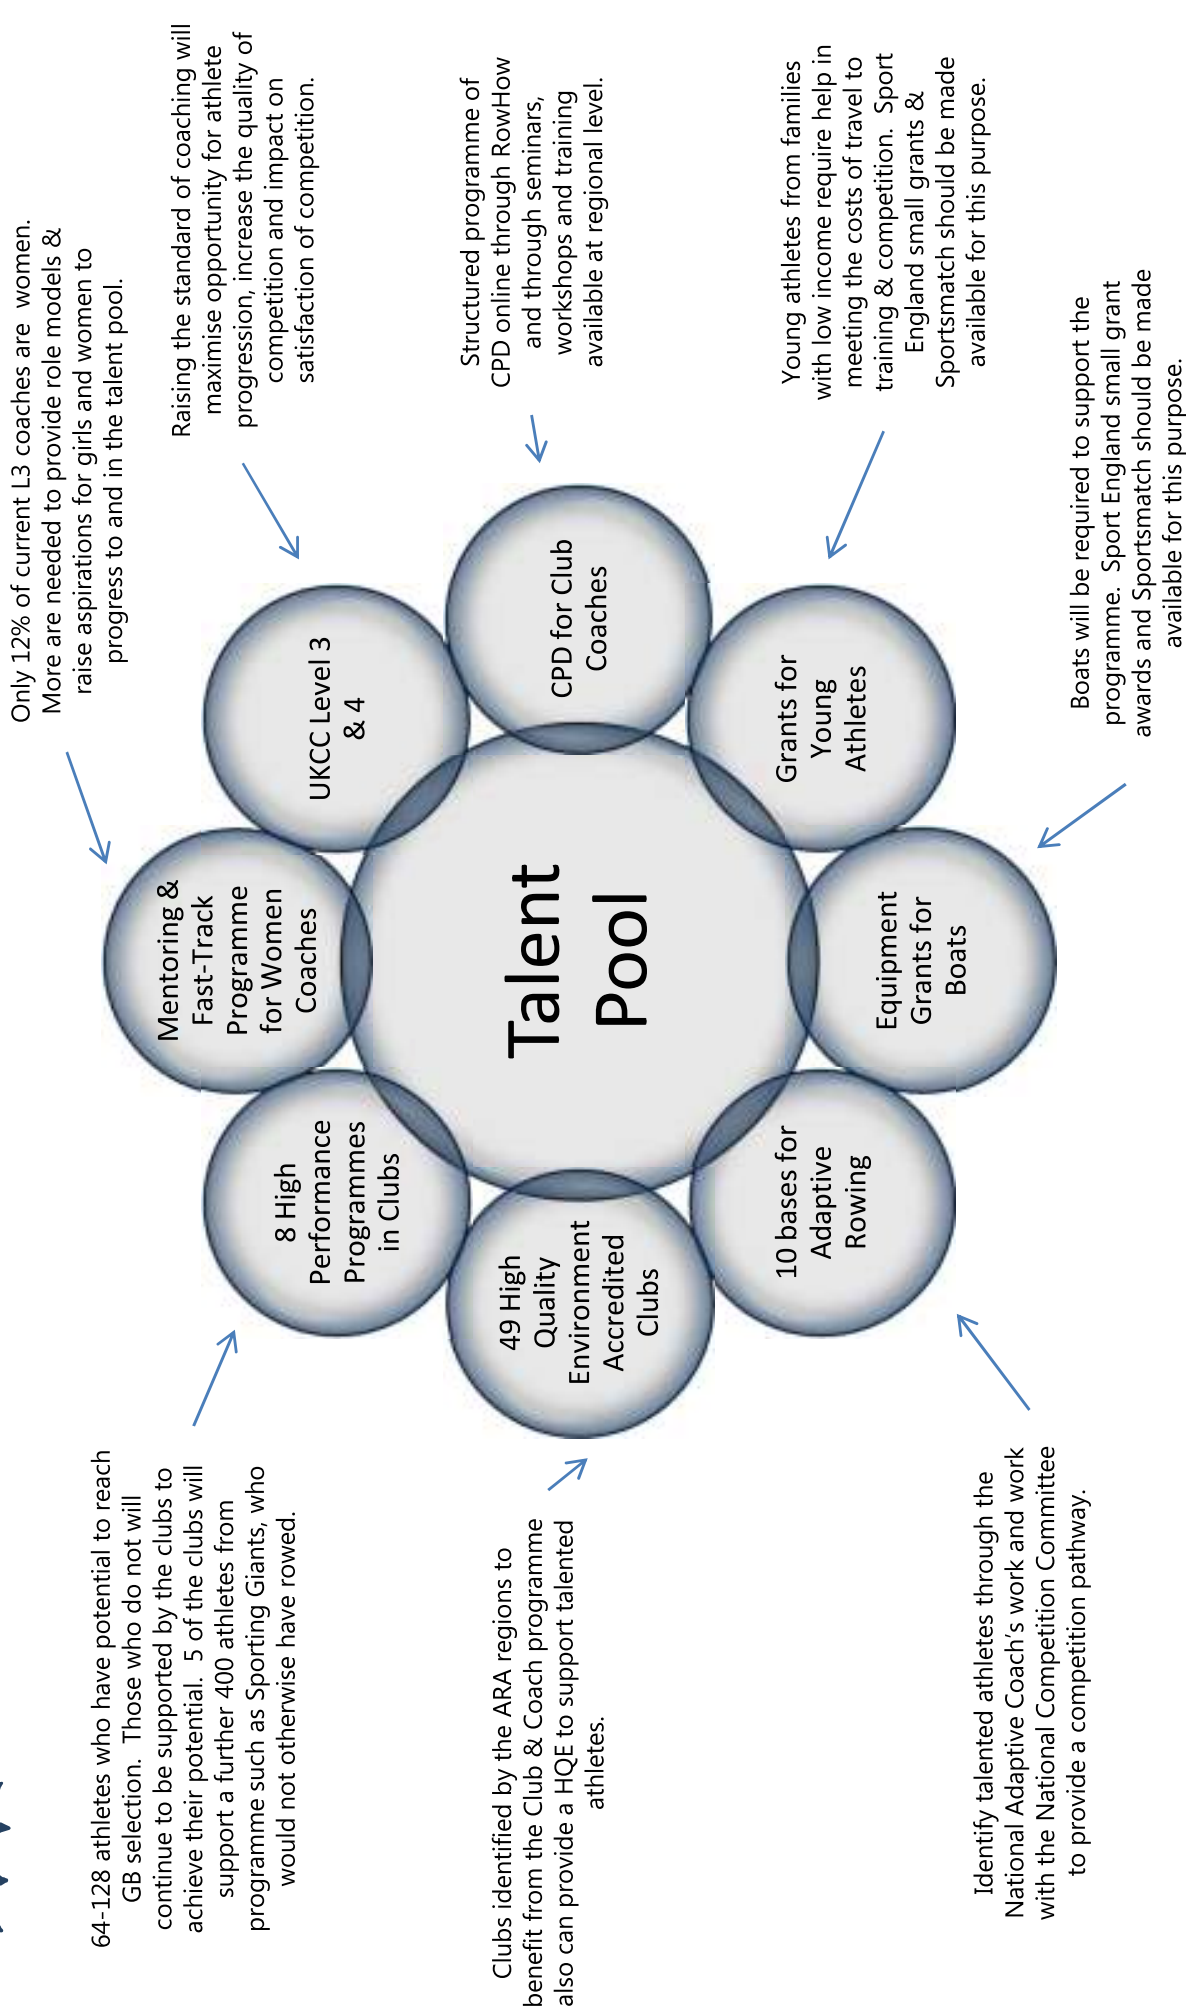 Only 12% of current L3 coaches are women.
More are needed to provide role models &
raise aspirations for girls and women to
progress to and in the talent pool.
Raising the standard of coaching will
maximise opportunity for athlete
progression, increase the quality of
competition and impact on
satisfaction of competition.
Structured programme of
CPD online through RowHow
and through seminars,
workshops and training
available at regional level.
Young athletes from families
with low income require help in
meeting the costs of travel to
training & competition. Sport
England small grants &
Sportsmatch should be made
available for this purpose.
Boats will be required to support the
programme. Sport England small grant
awards and Sportsmatch should be made
available for this purpose.
Identify talented athletes through the
National Adaptive Coach's work and work
with the National Competition Committee
to provide a competition pathway.
Clubs identified by the ARA regions to
benefit from the Club & Coach programme
also can provide a HQE to support talented
athletes.
64-128 athletes who have potential to reach
GB selection. Those who do not will
continue to be supported by the clubs to
achieve their potential. 5 of the clubs will
support a further 400 athletes from
programme such as Sporting Giants, who
would not otherwise have rowed.
Mentoring &
Fast-Track
Programme
for Women
Coaches
UKCC Level 3
& 4
CPD for Club
Coaches
Grants for
Young
Athletes
Equipment
Grants for
Boats
10 bases for
Adaptive
Rowing
49 High
Quality
Environment
Accredited
Clubs
8 High
Performance
Programmes
in Clubs
Talent
Pool